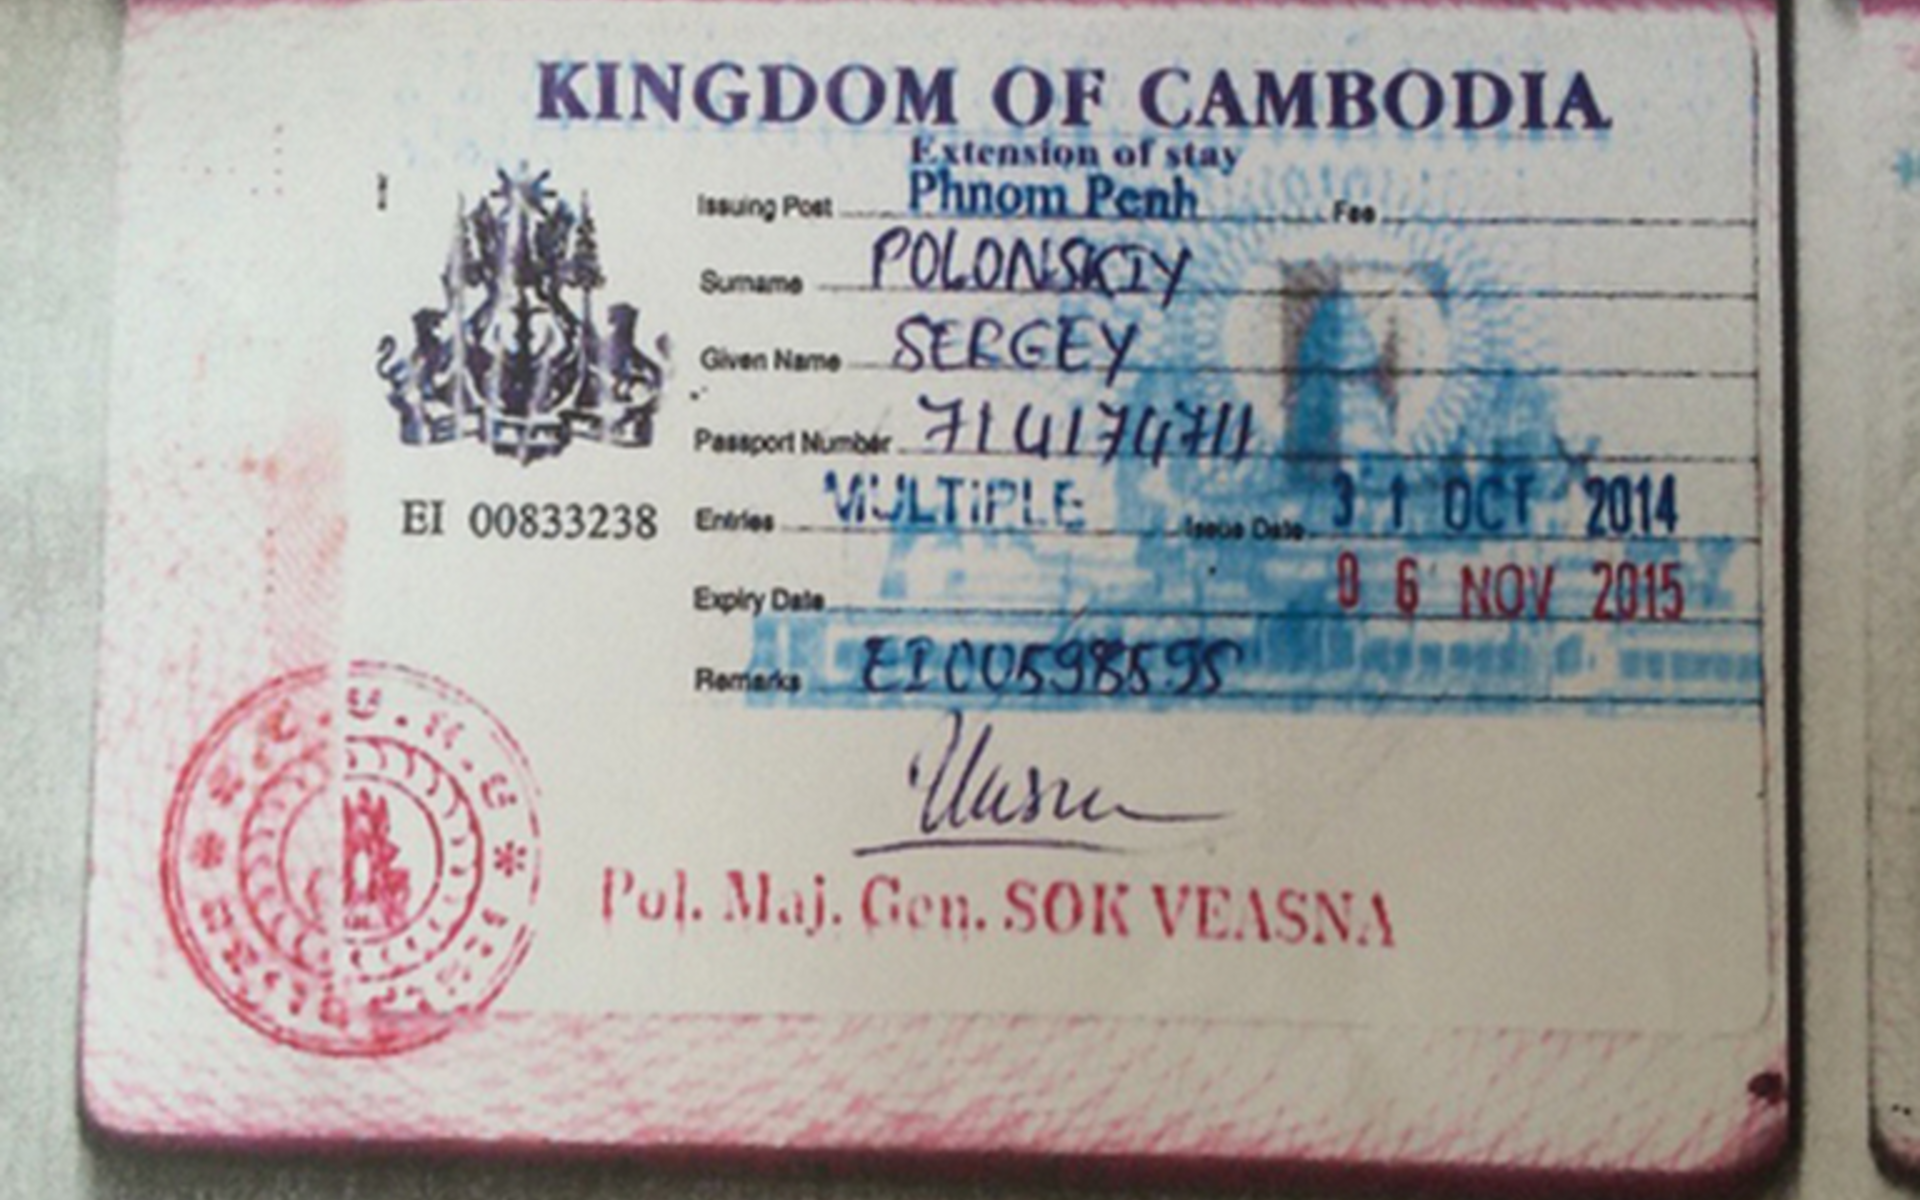 KINGDOM OF CAMBODIA
Extension of stay
Issuing Post Phnom Penh Fee
Surname POLONSKIY
Given Name SERGEY
Passport Number 714174711
EI 00833238
Entries MULTiPLE Issue Date 31 OCT 2014
Expiry Date 06 NOV 2015
Remarks EI00598595
Veasna
Pol. Maj. Gen. SOK VEASNA